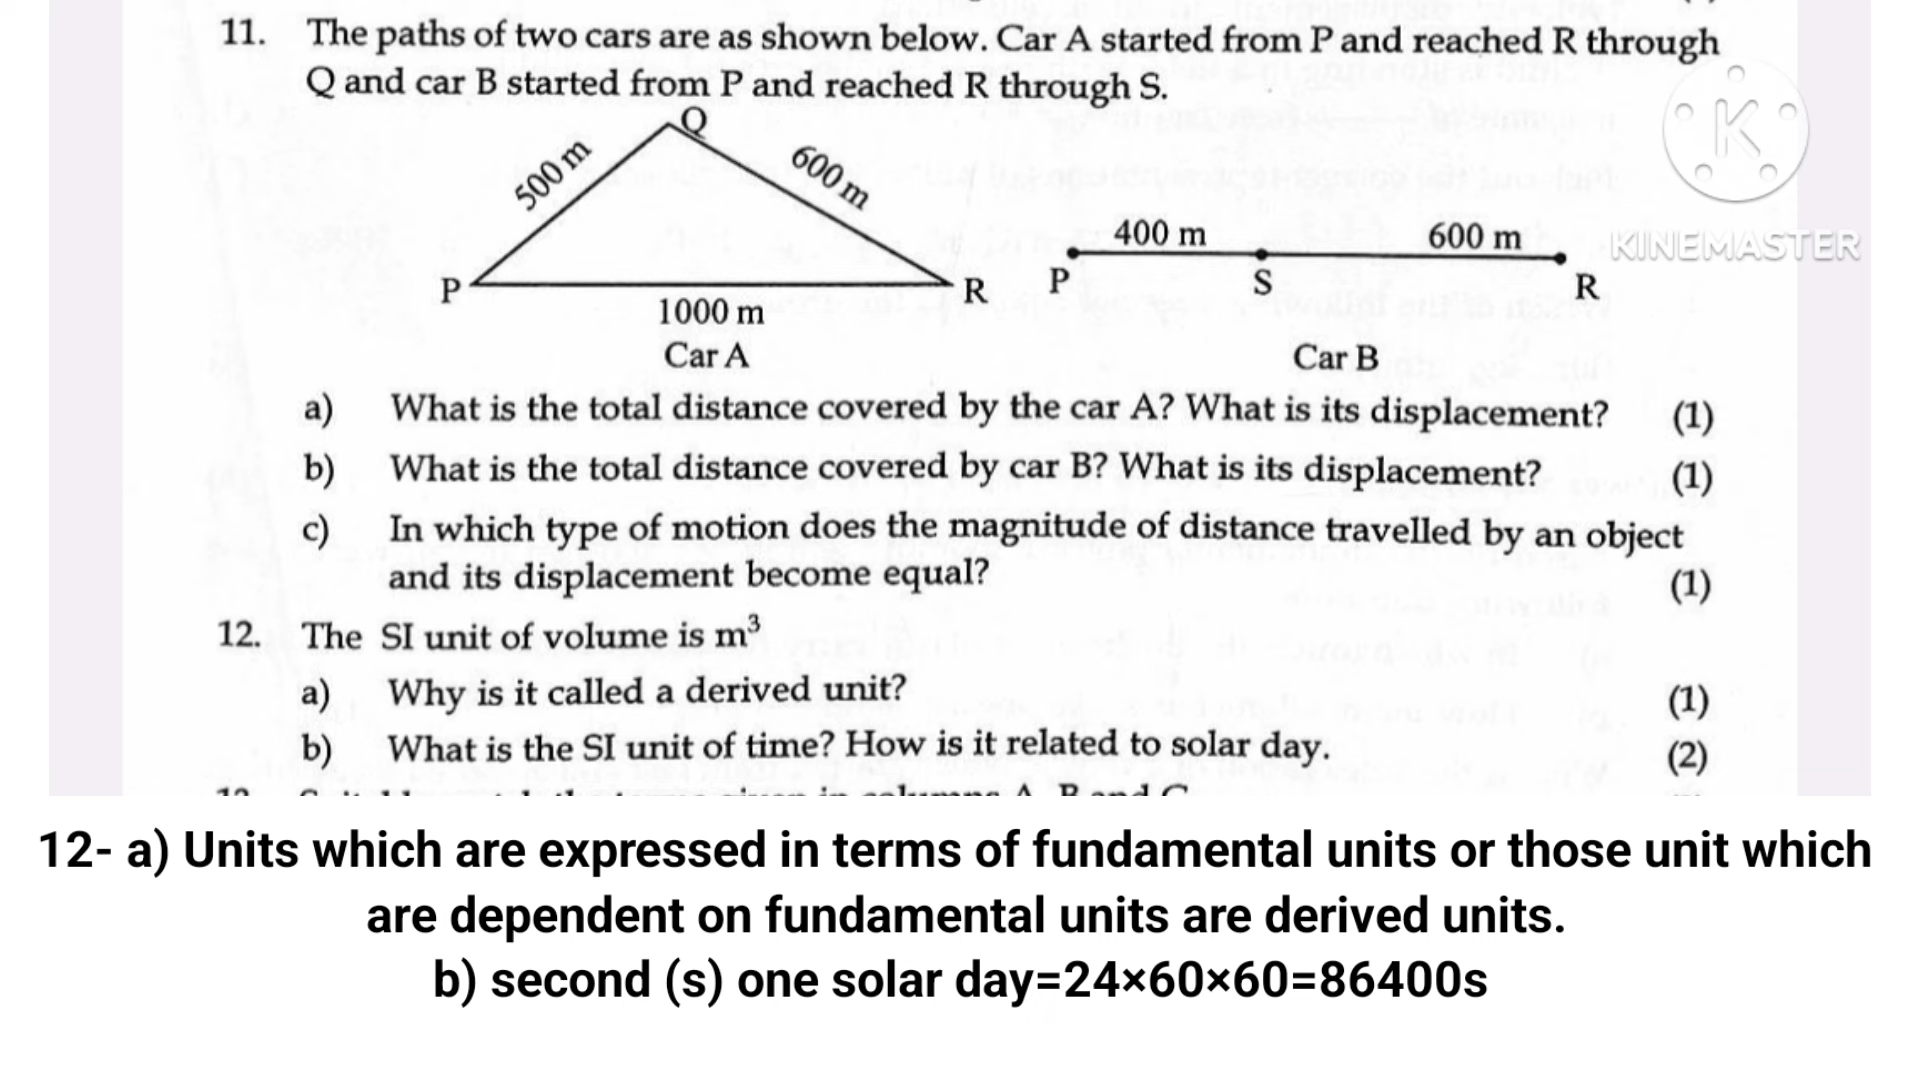 11. The paths of two cars are as shown below. Car A started from P and reached R through
Q and car B started from P and reached R through S.
K
KINEMASTER
Q
500 m
600 m
P
R
1000 m
Car A
400 m
600 m
P
S
R
Car B
a) What is the total distance covered by the car A? What is its displacement? (1)
b) What is the total distance covered by car B? What is its displacement? (1)
c) In which type of motion does the magnitude of distance travelled by an object
and its displacement become equal? (1)
12. The SI unit of volume is m³
a) Why is it called a derived unit? (1)
b) What is the SI unit of time? How is it related to solar day. (2)
12- a) Units which are expressed in terms of fundamental units or those unit which
are dependent on fundamental units are derived units.
b) second (s) one solar day=24×60×60=86400s